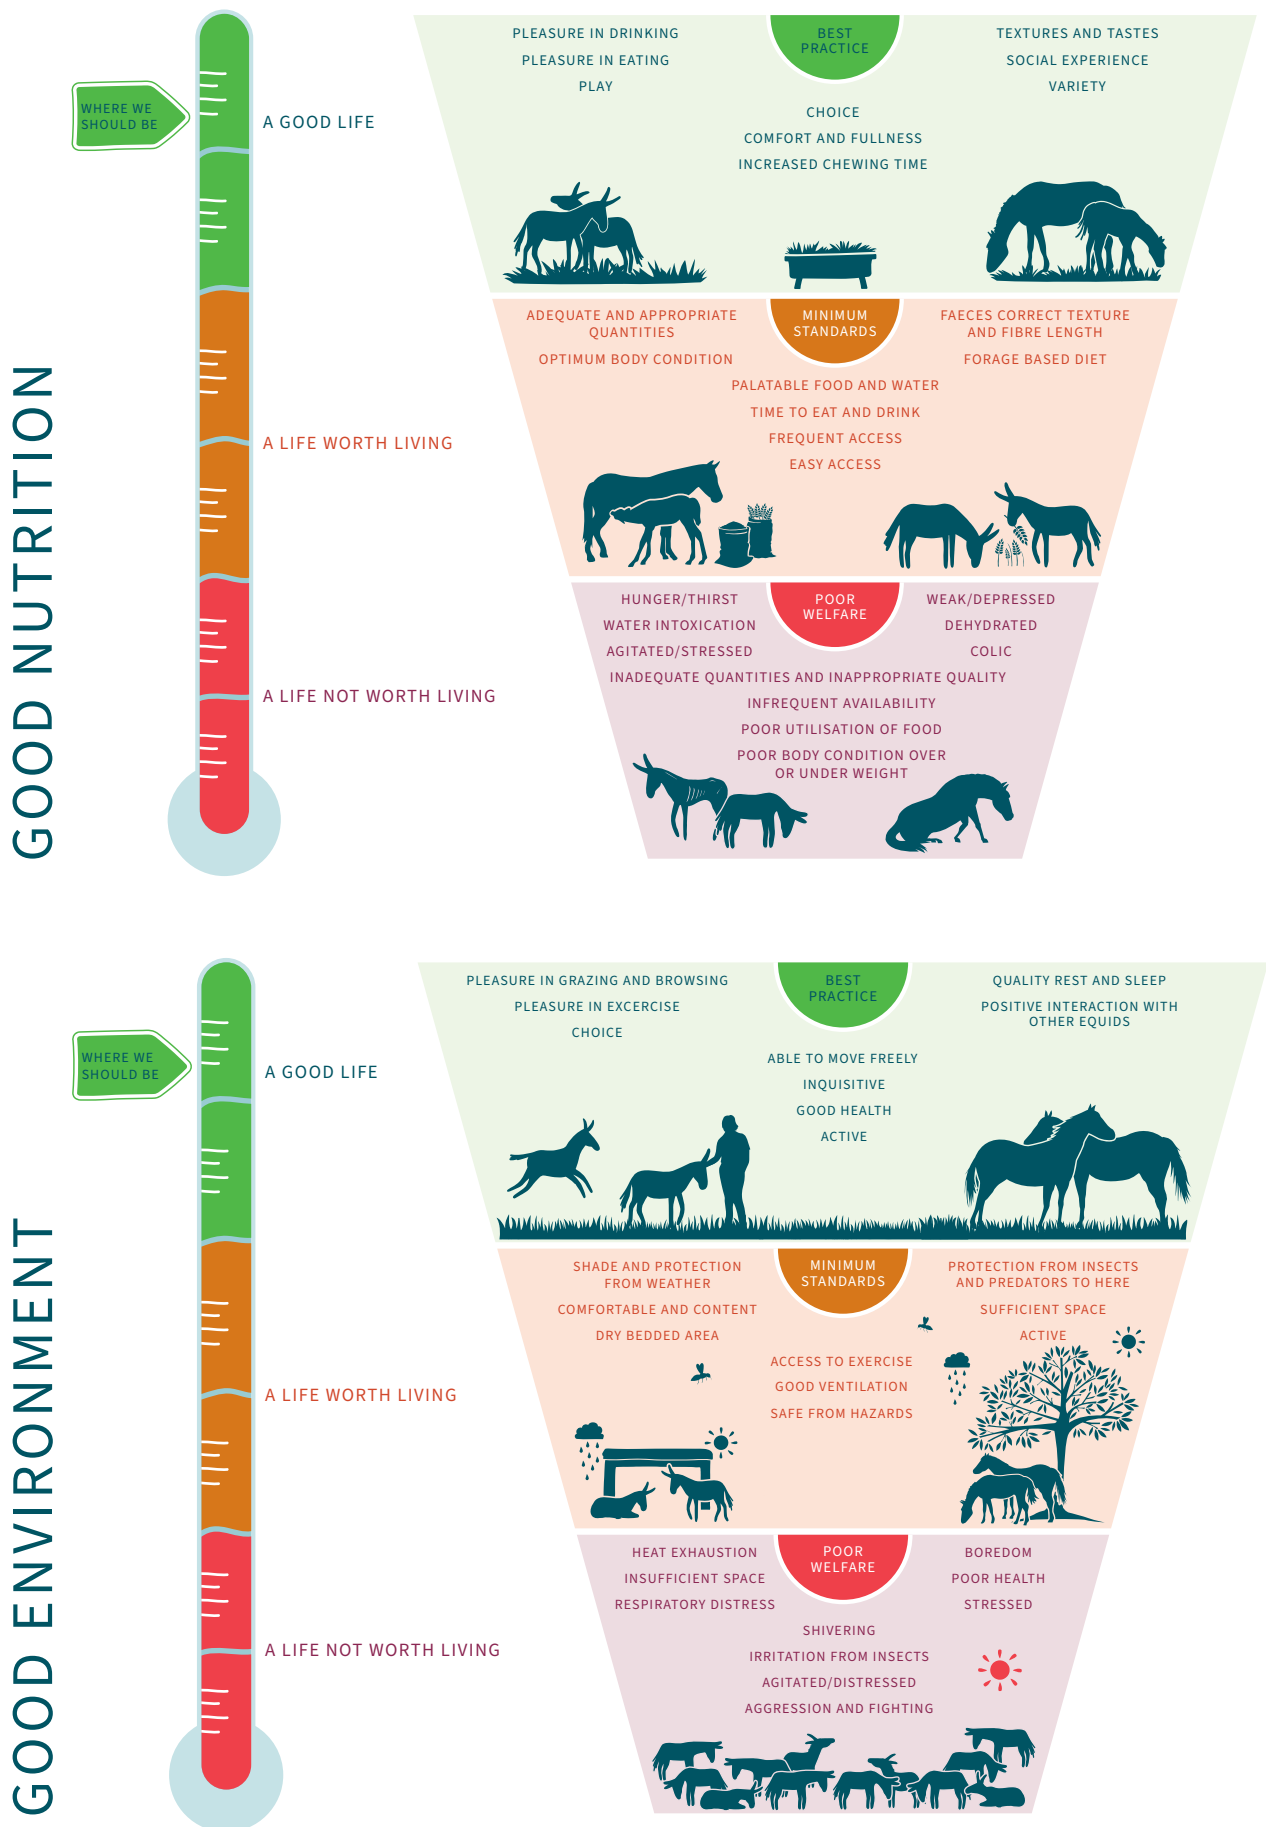 GOOD NUTRITION
WHERE WE
SHOULD BE
A GOOD LIFE
A LIFE WORTH LIVING
A LIFE NOT WORTH LIVING
PLEASURE IN DRINKING
PLEASURE IN EATING
PLAY
BEST
PRACTICE
TEXTURES AND TASTES
SOCIAL EXPERIENCE
VARIETY
CHOICE
COMFORT AND FULLNESS
INCREASED CHEWING TIME
ADEQUATE AND APPROPRIATE
QUANTITIES
OPTIMUM BODY CONDITION
MINIMUM
STANDARDS
FAECES CORRECT TEXTURE
AND FIBRE LENGTH
FORAGE BASED DIET
PALATABLE FOOD AND WATER
TIME TO EAT AND DRINK
FREQUENT ACCESS
EASY ACCESS
HUNGER/THIRST
WATER INTOXICATION
AGITATED/STRESSED
POOR
WELFARE
WEAK/DEPRESSED
DEHYDRATED
COLIC
INADEQUATE QUANTITIES AND INAPPROPRIATE QUALITY
INFREQUENT AVAILABILITY
POOR UTILISATION OF FOOD
POOR BODY CONDITION OVER
OR UNDER WEIGHT
GOOD ENVIRONMENT
WHERE WE
SHOULD BE
A GOOD LIFE
A LIFE WORTH LIVING
A LIFE NOT WORTH LIVING
PLEASURE IN GRAZING AND BROWSING
PLEASURE IN EXCERCISE
CHOICE
BEST
PRACTICE
QUALITY REST AND SLEEP
POSITIVE INTERACTION WITH
OTHER EQUIDS
ABLE TO MOVE FREELY
INQUISITIVE
GOOD HEALTH
ACTIVE
SHADE AND PROTECTION
FROM WEATHER
COMFORTABLE AND CONTENT
DRY BEDDED AREA
MINIMUM
STANDARDS
PROTECTION FROM INSECTS
AND PREDATORS TO HERE
SUFFICIENT SPACE
ACTIVE
ACCESS TO EXERCISE
GOOD VENTILATION
SAFE FROM HAZARDS
HEAT EXHAUSTION
INSUFFICIENT SPACE
RESPIRATORY DISTRESS
POOR
WELFARE
BOREDOM
POOR HEALTH
STRESSED
SHIVERING
IRRITATION FROM INSECTS
AGITATED/DISTRESSED
AGGRESSION AND FIGHTING